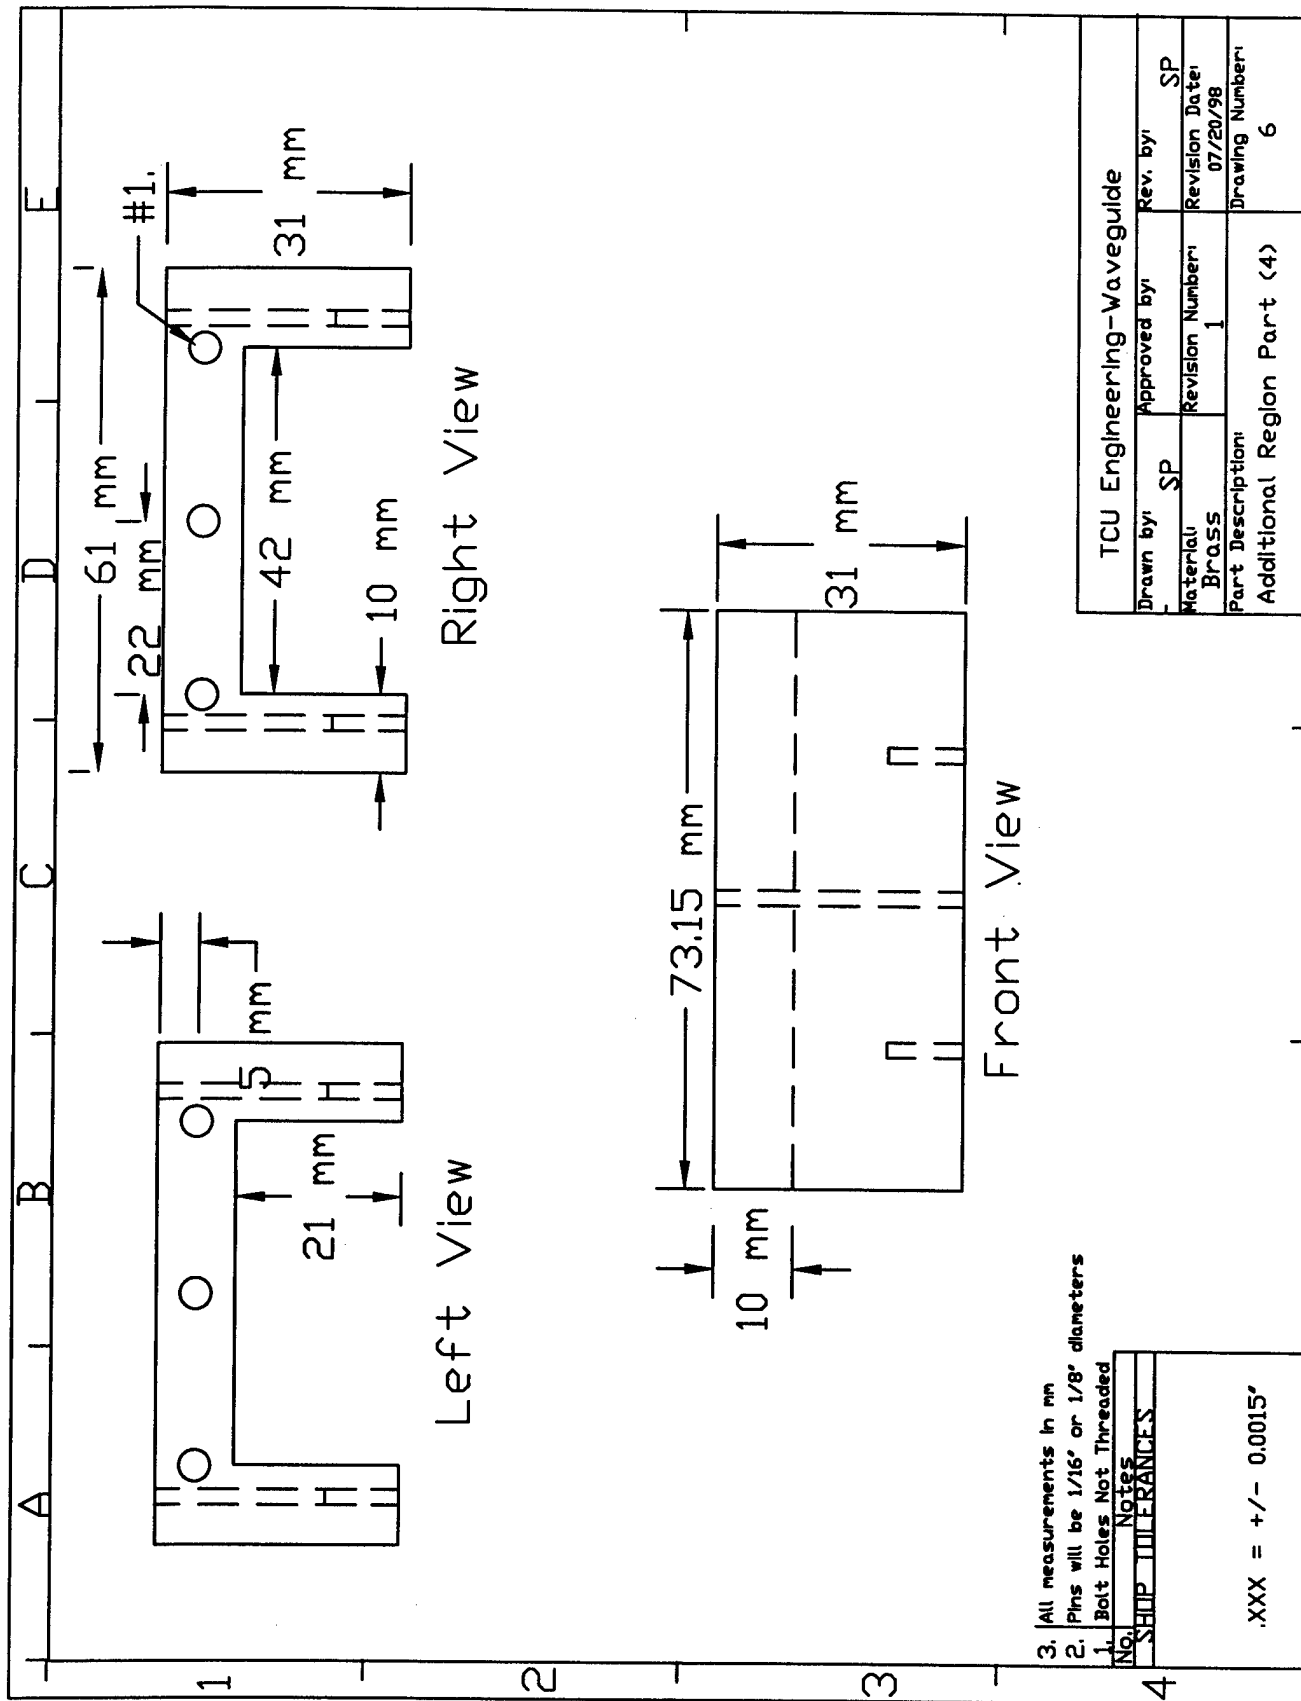 A B C D E
1
2
3
4
5 mm
21 mm
Left View
61 mm
22 mm
#1.
42 mm
31 mm
10 mm
Right View
73.15 mm
10 mm
31 mm
Front View
3. All measurements in mm
2. Pins will be 1/16" or 1/8" diameters
1. Bolt Holes Not Threaded
No. Notes
SHOP TOLERANCES
.XXX = +/- 0.0015"
TCU Engineering-Waveguide
Drawn by: SP
Approved by:
Rev. by: SP
Material: Brass
Revision Number: 1
Revision Date: 07/20/98
Part Description:
Additional Region Part (4)
Drawing Number: 6